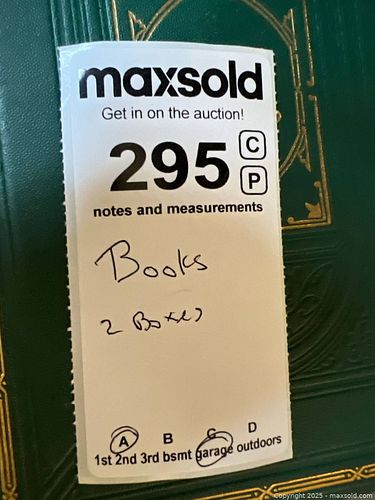 maxsold
Get in on the auction!
295 C
P
notes and measurements
Books
2 Boxes
A B C D
1st 2nd 3rd bsmt garage outdoors
Copyright 2025 - maxsold.com